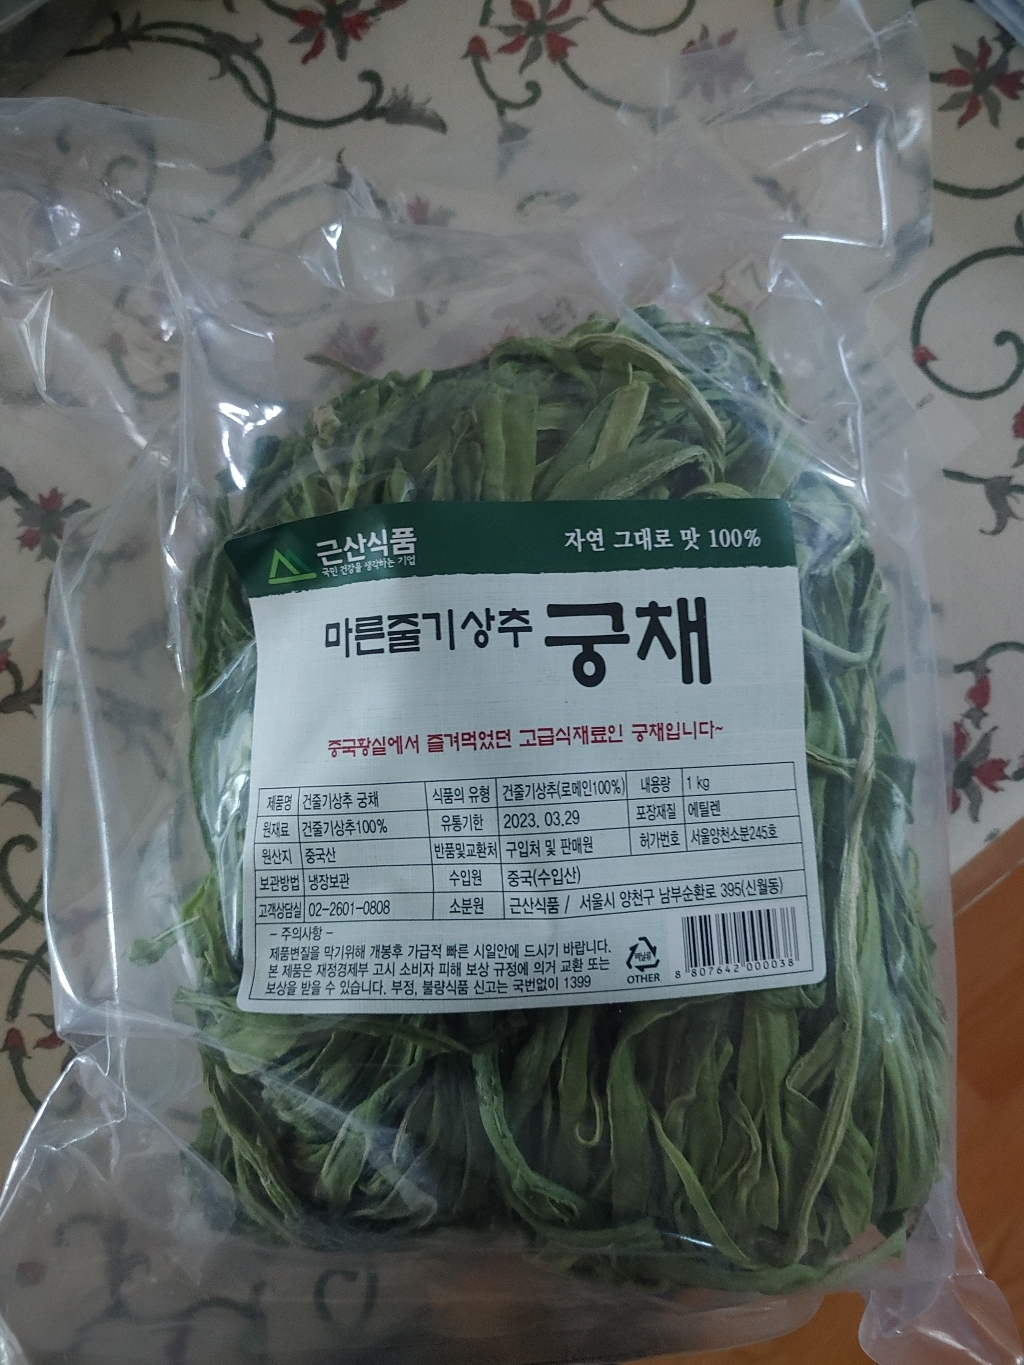 근산식품
국민 건강을 생각하는 기업
자연 그대로 맛 100%
마른줄기상추 궁채
중국황실에서 즐겨먹었던 고급식재료인 궁채입니다~
제품명 건줄기상추 궁채 식품의 유형 건줄기상추(로메인100%) 내용량 1 kg
원재료 건줄기상추100% 유통기한 2023. 03.29 포장재질 에틸렌
원산지 중국산 반품및교환처 구입처 및 판매원 허가번호 서울양천소분245호
보관방법 냉장보관 수입원 중국(수입산)
고객상담실 02-2601-0808 소분원 근산식품 / 서울시 양천구 남부순환로 395(신월동)
- 주의사항 -
제품변질을 막기위해 개봉후 가급적 빠른 시일안에 드시기 바랍니다.
본 제품은 재정경제부 고시 소비자 피해 보상 규정에 의거 교환 또는
보상을 받을 수 있습니다. 부정, 불량식품 신고는 국번없이 1399
비닐류
OTHER
8 807642 000038